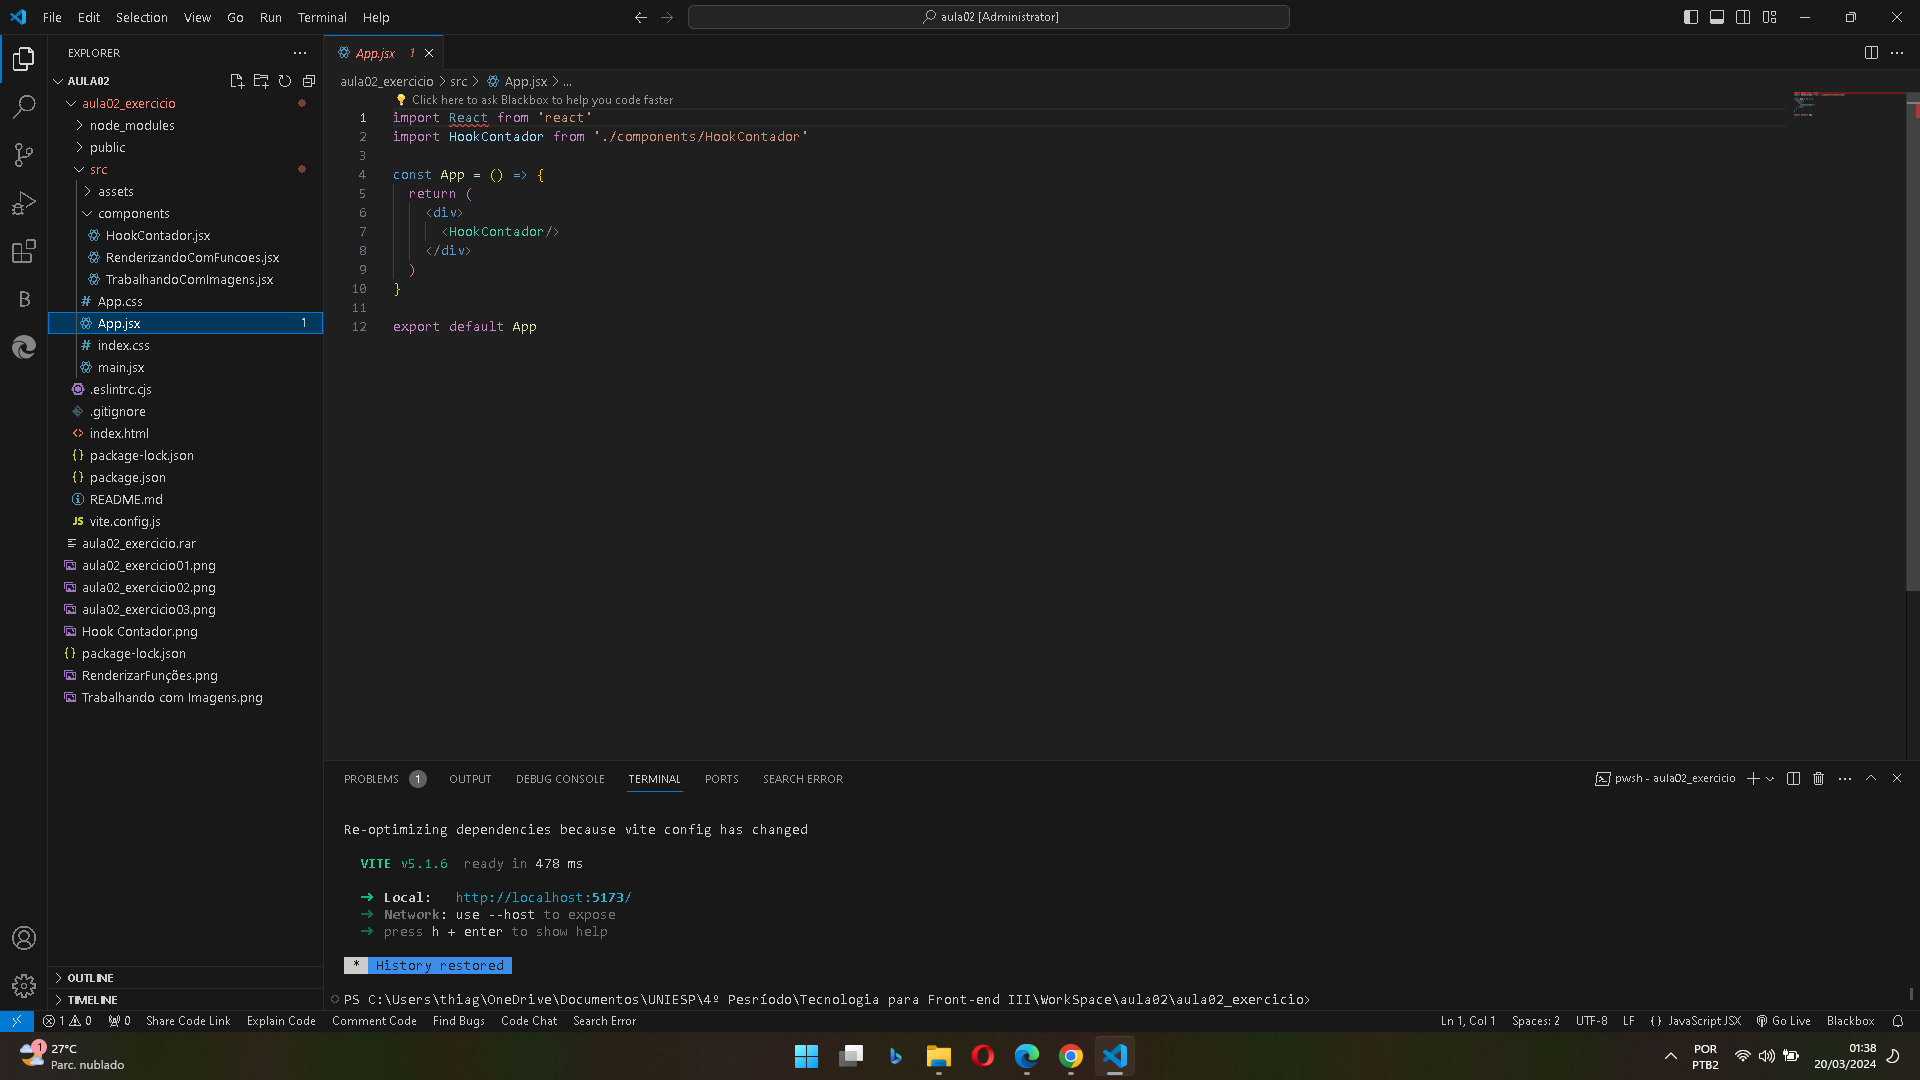 File Edit Selection View Go Run Terminal Help
aula02 [Administrator]
EXPLORER
AULA02
aula02_exercicio
node_modules
public
src
assets
components
HookContador.jsx
RenderizandoComFuncoes.jsx
TrabalhandoComImagens.jsx
# App.css
App.jsx 1
# index.css
main.jsx
.eslintrc.cjs
.gitignore
<> index.html
{} package-lock.json
{} package.json
README.md
JS vite.config.js
aula02_exercicio.rar
aula02_exercicio01.png
aula02_exercicio02.png
aula02_exercicio03.png
Hook Contador.png
{} package-lock.json
RenderizarFunções.png
Trabalhando com Imagens.png
OUTLINE
TIMELINE
App.jsx 1
aula02_exercicio > src > App.jsx > ...
Click here to ask Blackbox to help you code faster
1 import React from 'react'
2 import HookContador from './components/HookContador'
3
4 const App = () => {
5 return (
6 <div>
7 <HookContador/>
8 </div>
9 )
10 }
11
12 export default App
PROBLEMS 1 OUTPUT DEBUG CONSOLE TERMINAL PORTS SEARCH ERROR
pwsh - aula02_exercicio
Re-optimizing dependencies because vite config has changed
VITE v5.1.6 ready in 478 ms
➜ Local: http://localhost:5173/
➜ Network: use --host to expose
➜ press h + enter to show help
* History restored
PS C:\Users\thiag\OneDrive\Documentos\UNIESP\4º Pesríodo\Tecnologia para Front-end III\WorkSpace\aula02\aula02_exercicio>
1 0 0 Share Code Link Explain Code Comment Code Find Bugs Code Chat Search Error
Ln 1, Col 1 Spaces: 2 UTF-8 LF {} JavaScript JSX Go Live Blackbox
1
27°C
Parc. nublado
POR
PTB2
01:38
20/03/2024